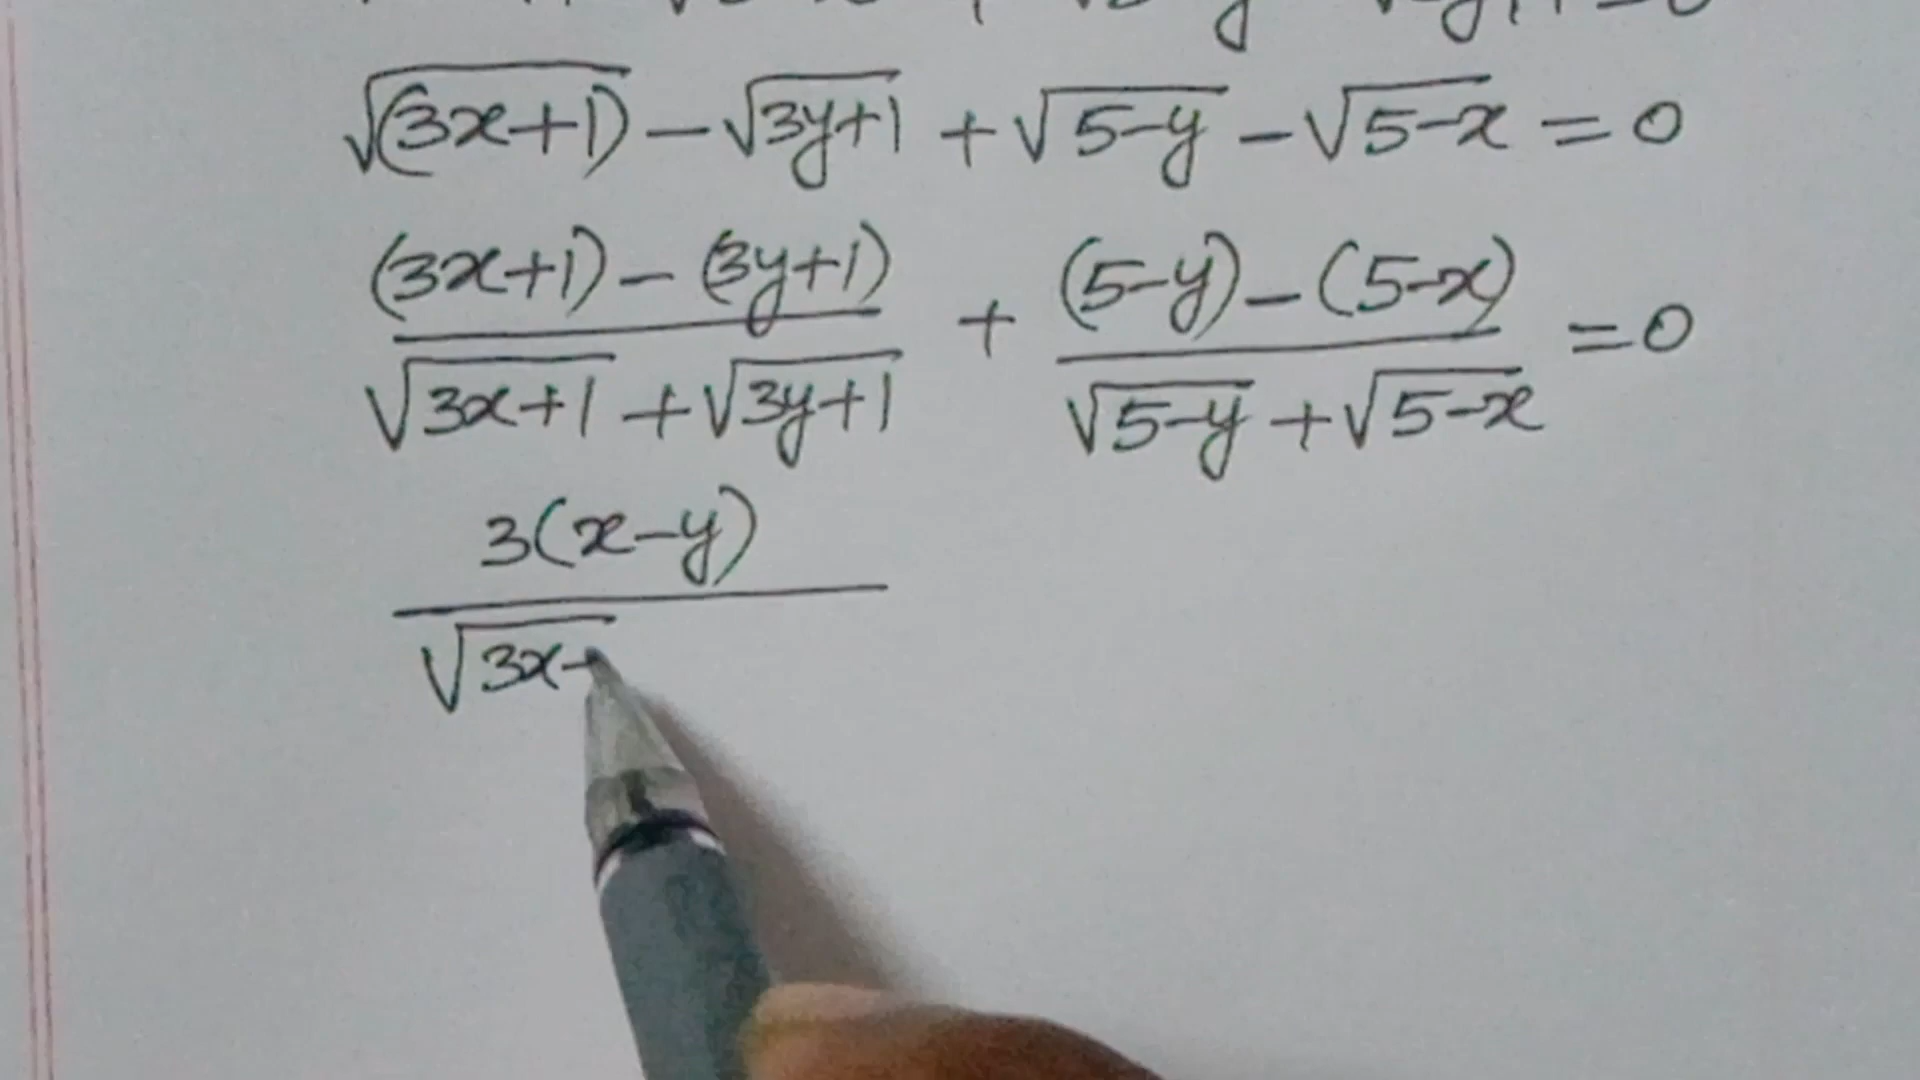 √(3x+1) - √3y+1 + √5-y - √5-x = 0
(3x+1) - (3y+1) + (5-y) - (5-x) = 0
√3x+1 + √3y+1 √5-y + √5-x
3(x-y)
√3x-